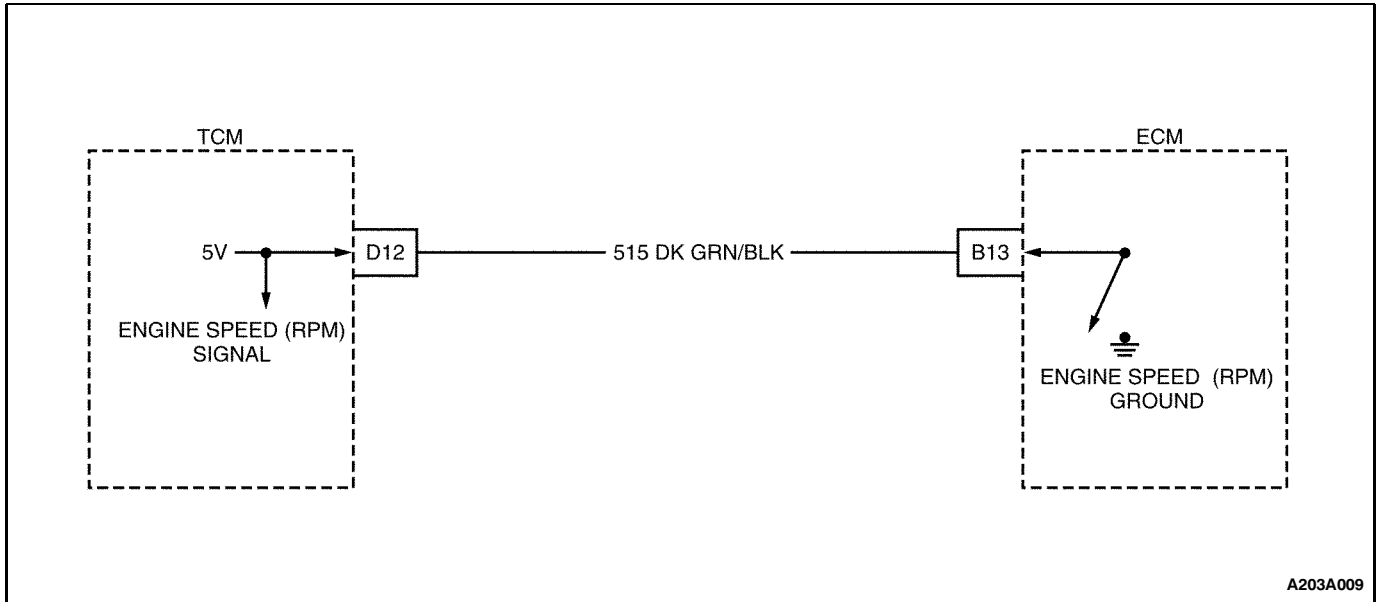 TCM
ECM
5V
D12
515 DK GRN/BLK
B13
ENGINE SPEED (RPM)
SIGNAL
ENGINE SPEED (RPM)
GROUND
A203A009